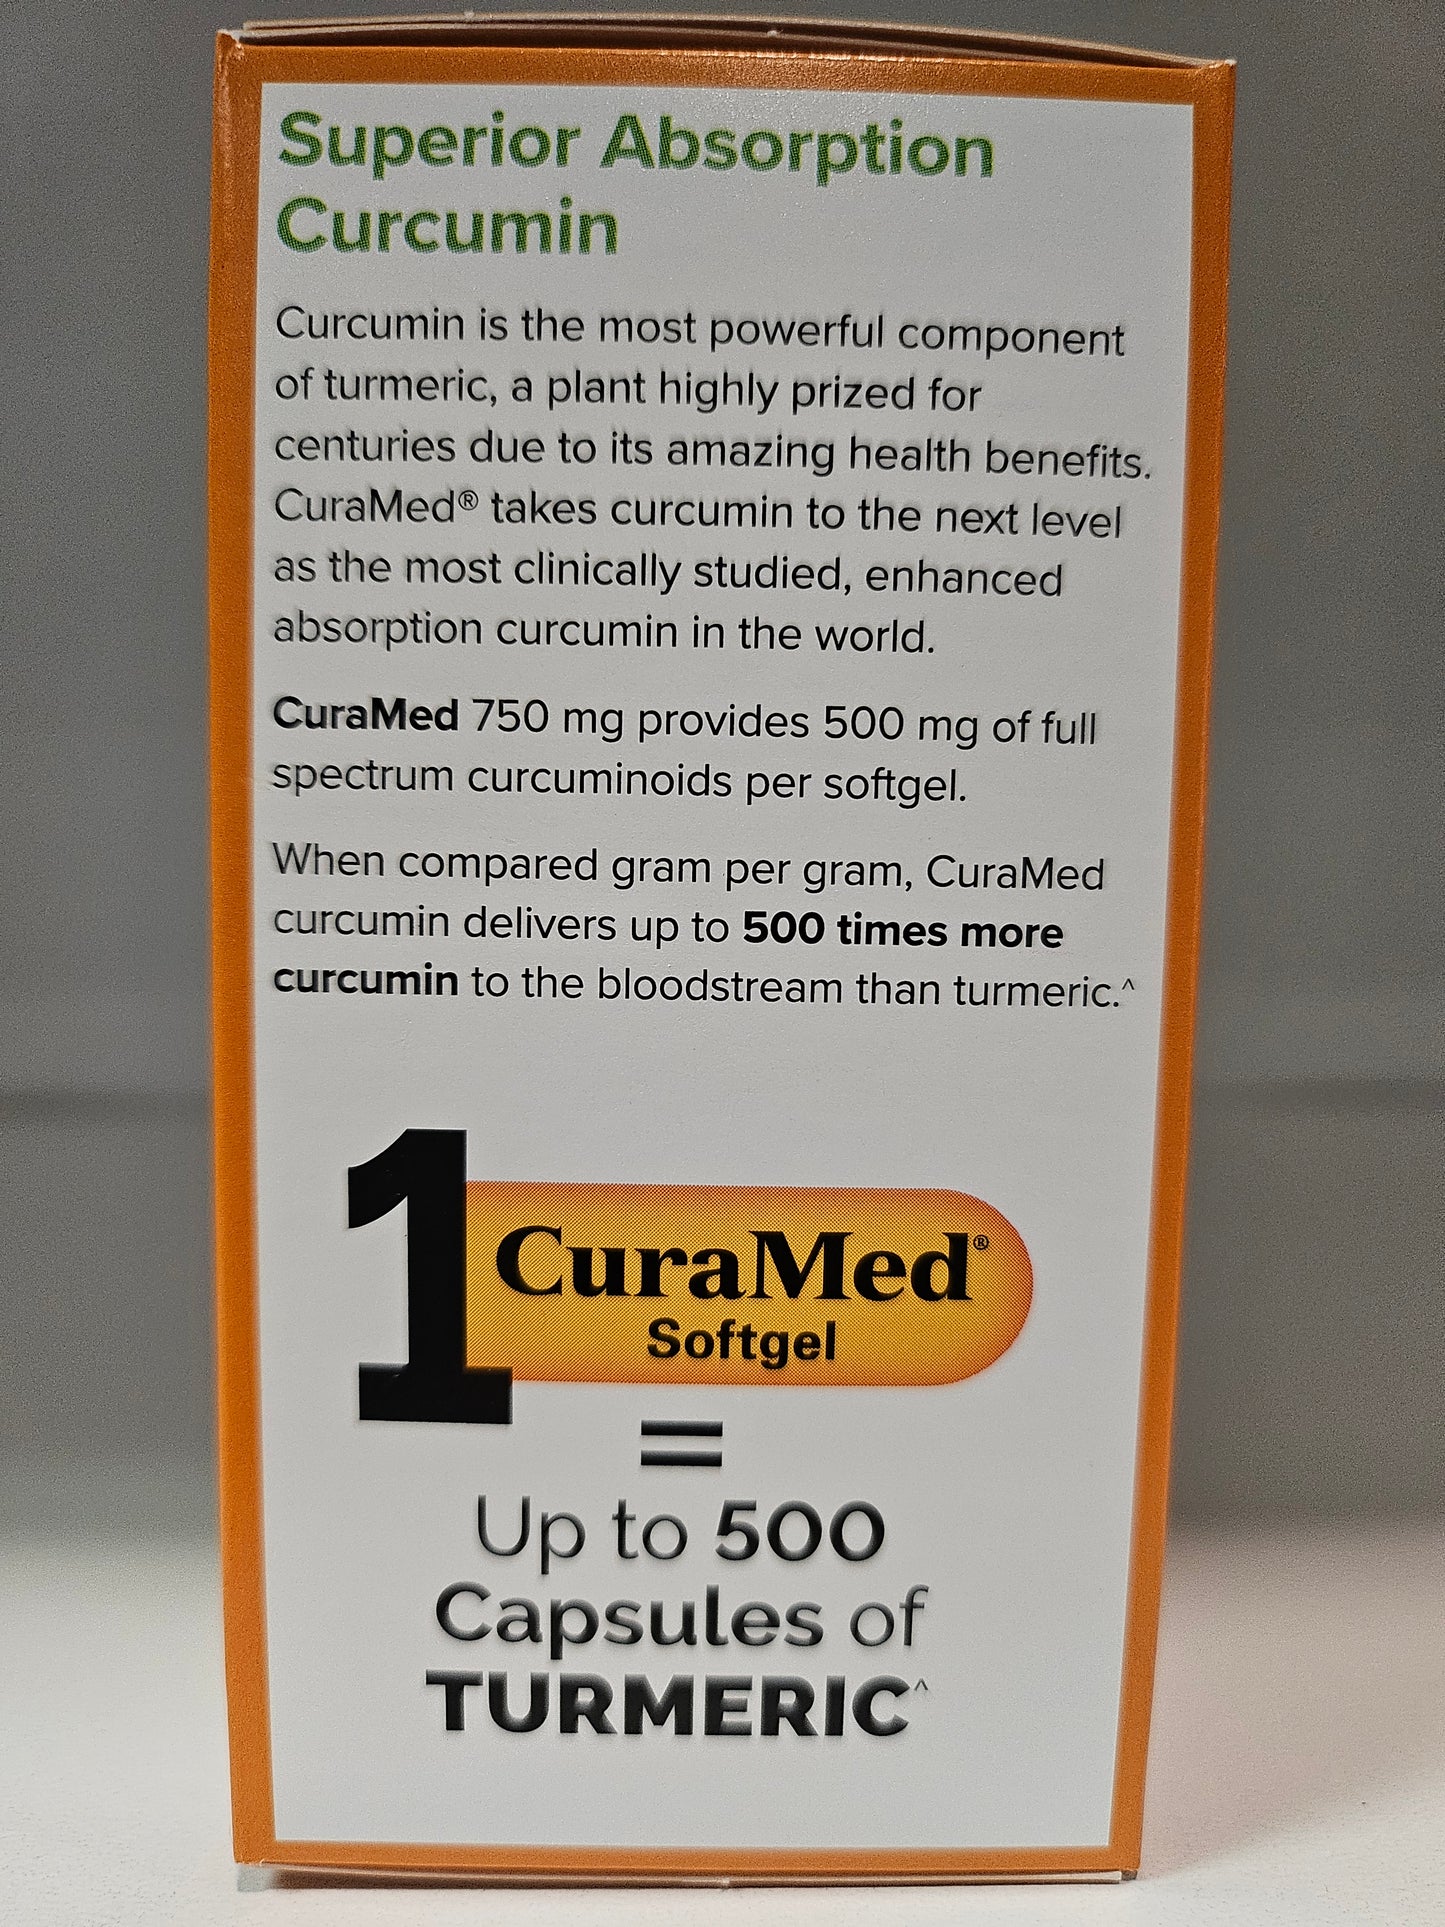 Superior Absorption
Curcumin
Curcumin is the most powerful component
of turmeric, a plant highly prized for
centuries due to its amazing health benefits.
CuraMed® takes curcumin to the next level
as the most clinically studied, enhanced
absorption curcumin in the world.
CuraMed 750 mg provides 500 mg of full
spectrum curcuminoids per softgel.
When compared gram per gram, CuraMed
curcumin delivers up to 500 times more
curcumin to the bloodstream than turmeric.^
1 CuraMed®
Softgel
=
Up to 500
Capsules of
TURMERIC^